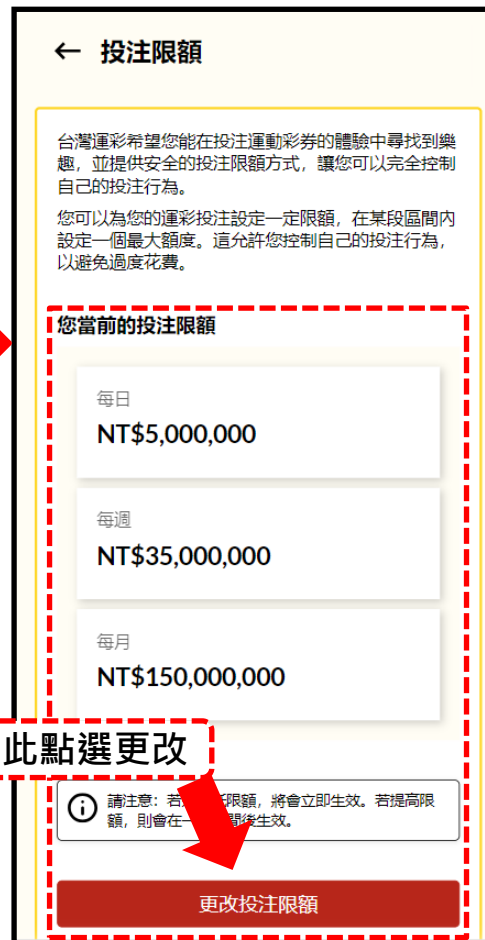 ← 投注限額
台灣運彩希望您能在投注運動彩券的體驗中尋找到樂
趣，並提供安全的投注限額方式，讓您可以完全控制
自己的投注行為。
您可以為您的運彩投注設定一定限額，在某段區間內
設定一個最大額度。這允許您控制自己的投注行為，
以避免過度花費。
您當前的投注限額
每日
NT$5,000,000
每週
NT$35,000,000
每月
NT$150,000,000
此點選更改
請注意：若 限額，將會立即生效。若提高限
額，則會在一 後生效。
更改投注限額